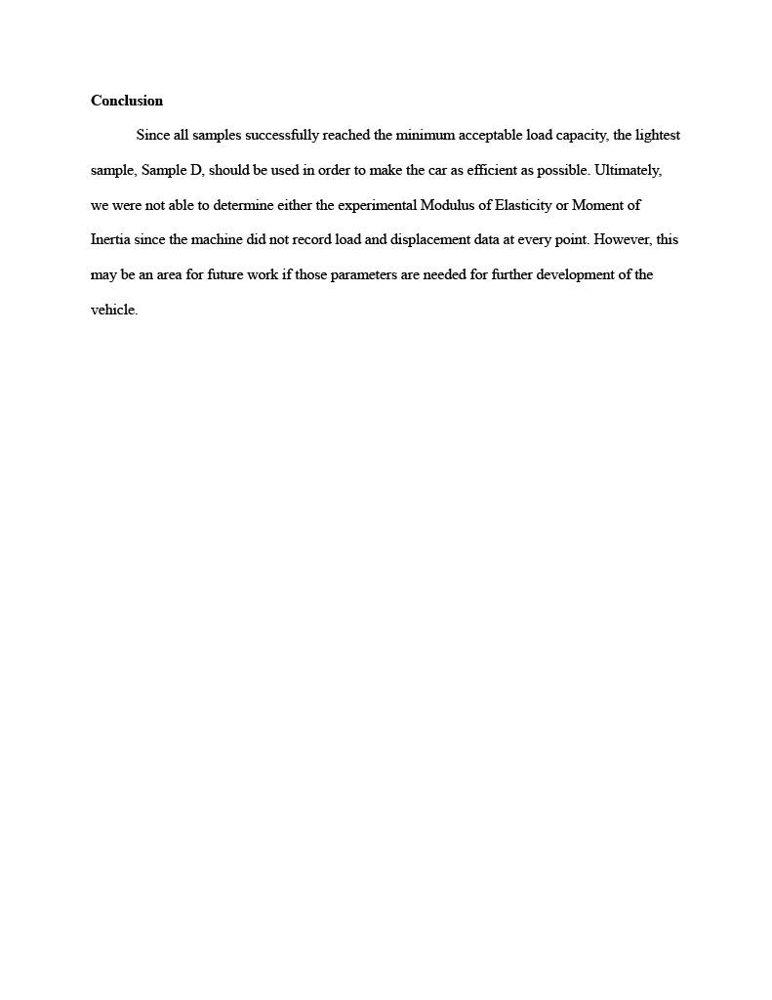 Conclusion
Since all samples successfully reached the minimum acceptable load capacity, the lightest
sample, Sample D, should be used in order to make the car as efficient as possible. Ultimately,
we were not able to determine either the experimental Modulus of Elasticity or Moment of
Inertia since the machine did not record load and displacement data at every point. However, this
may be an area for future work if those parameters are needed for further development of the
vehicle.